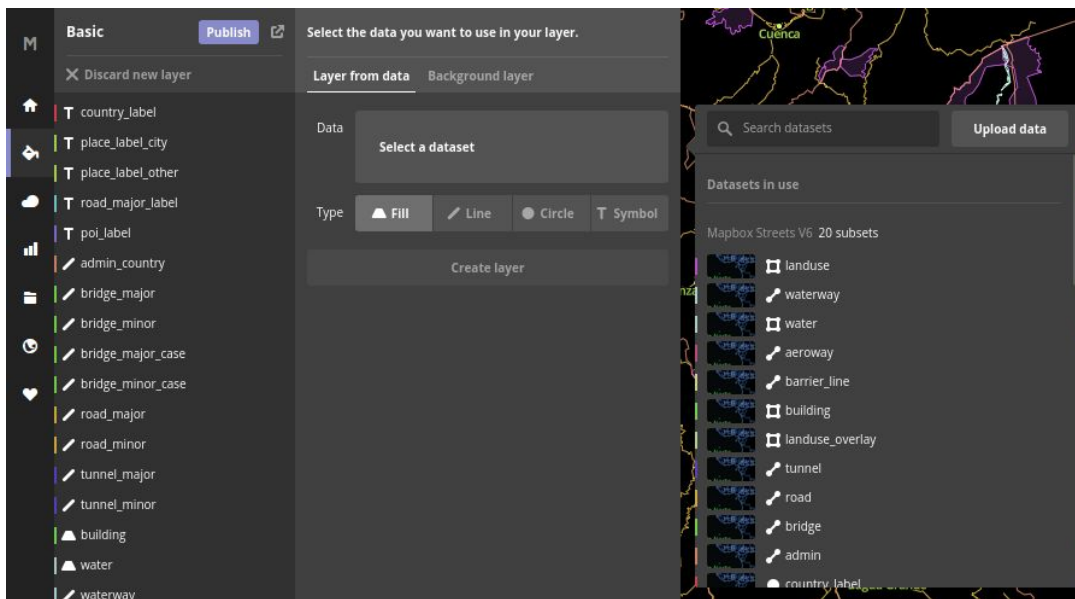 M
Basic
Publish
Discard new layer
country_label
place_label_city
place_label_other
road_major_label
poi_label
admin_country
bridge_major
bridge_minor
bridge_major_case
bridge_minor_case
road_major
road_minor
tunnel_major
tunnel_minor
building
water
waterway
Select the data you want to use in your layer.
Layer from data Background layer
Data Select a dataset
Type Fill Line Circle T Symbol
Create layer
Cuenca
Search datasets Upload data
Datasets in use
Mapbox Streets V6 20 subsets
landuse
waterway
water
aeroway
barrier_line
building
landuse_overlay
tunnel
road
bridge
admin
country_label